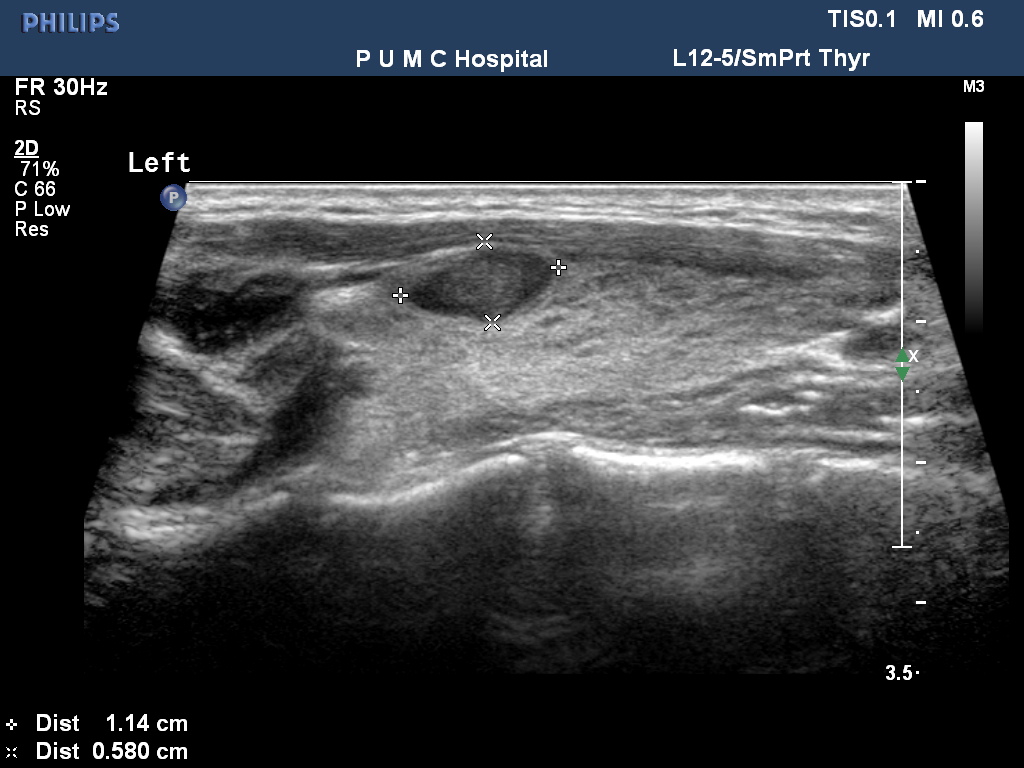 PHILIPS
TIS0.1 MI 0.6
P U M C Hospital
L12-5/SmPrt Thyr
FR 30Hz
RS
M3
2D
71%
C 66
P Low
Res
Left
P
X
3.5
Dist 1.14 cm
Dist 0.580 cm